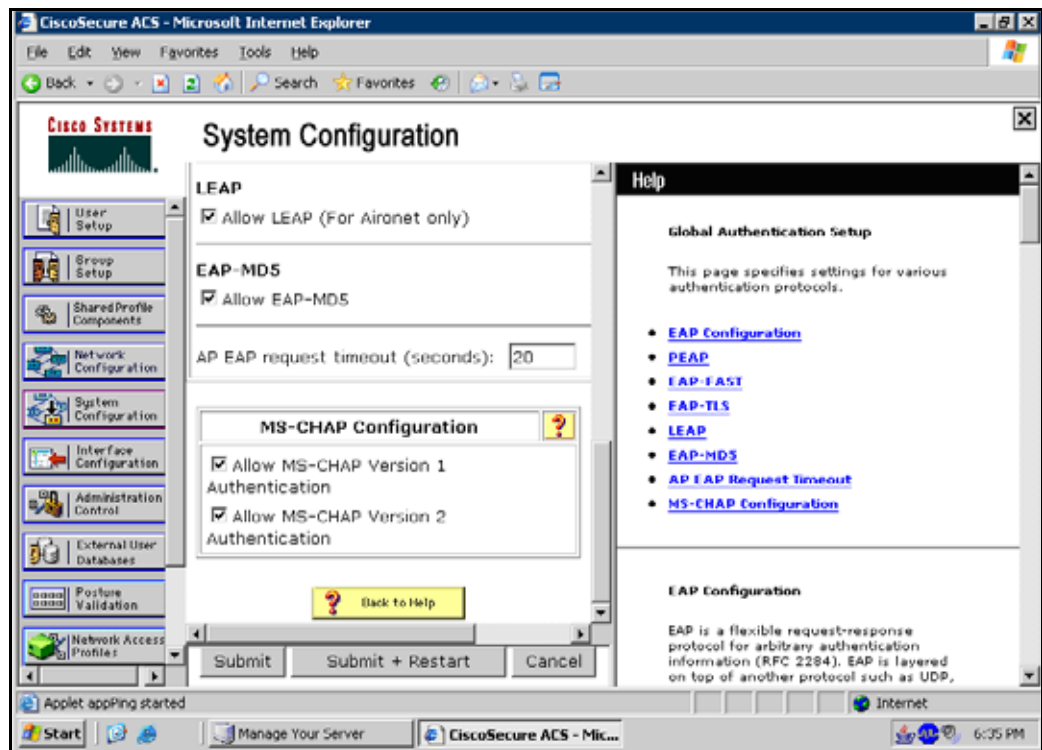 CiscoSecure ACS - Microsoft Internet Explorer
File Edit View Favorites Tools Help
Back Search Favorites
CISCO SYSTEMS
System Configuration
User
Setup
Group
Setup
Shared Profile
Components
Network
Configuration
System
Configuration
Interface
Configuration
Administration
Control
External User
Databases
Posture
Validation
Network Access
Profiles
LEAP
Allow LEAP (For Aironet only)
EAP-MD5
Allow EAP-MD5
AP EAP request timeout (seconds): 20
MS-CHAP Configuration ?
Allow MS-CHAP Version 1
Authentication
Allow MS-CHAP Version 2
Authentication
? Back to Help
Submit Submit + Restart Cancel
Help
Global Authentication Setup
This page specifies settings for various
authentication protocols.
EAP Configuration
PEAP
EAP-FAST
EAP-TLS
LEAP
EAP-MD5
AP EAP Request Timeout
MS-CHAP Configuration
EAP Configuration
EAP is a flexible request-response
protocol for arbitrary authentication
information (RFC 2284). EAP is layered
on top of another protocol such as UDP,
Applet appPing started
Internet
Start Manage Your Server CiscoSecure ACS - Mic... 6:35 PM